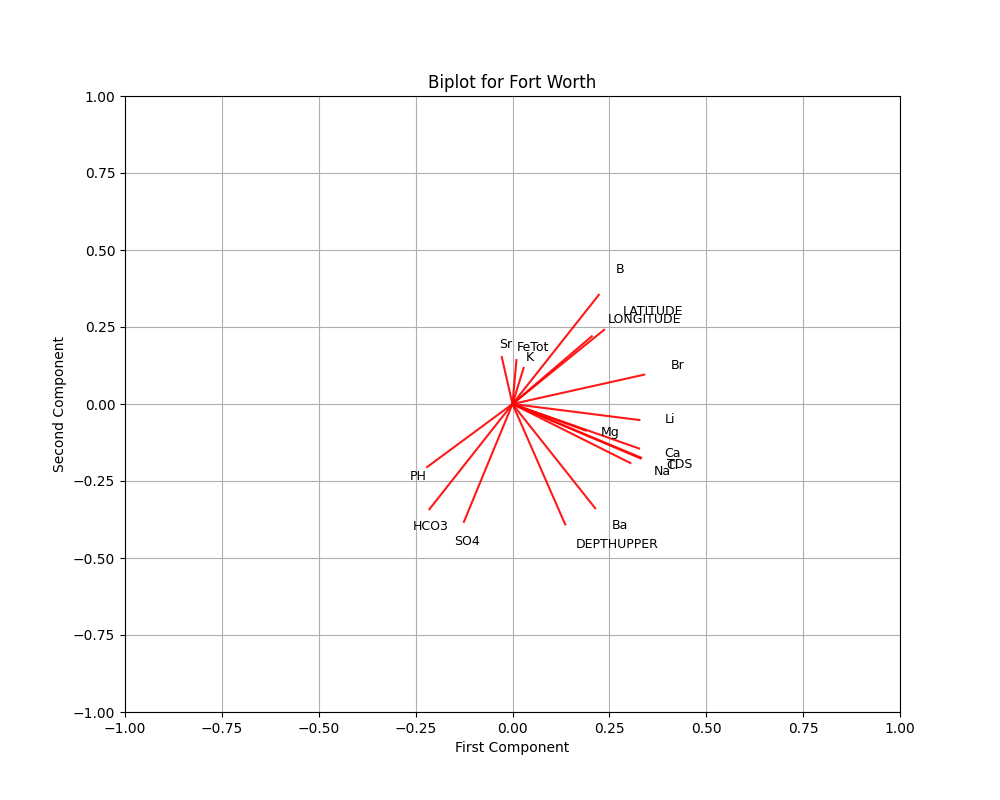 Biplot for Fort Worth
1.00
0.75
0.50
0.25
0.00
−0.25
−0.50
−0.75
−1.00
Second Component
B
LATITUDE
LONGITUDE
Sr
FeTot
K
Br
Li
Mg
Ca
TDS
Cl
Na
PH
HCO3
SO4
Ba
DEPTHUPPER
−1.00
−0.75
−0.50
−0.25
0.00
0.25
0.50
0.75
1.00
First Component